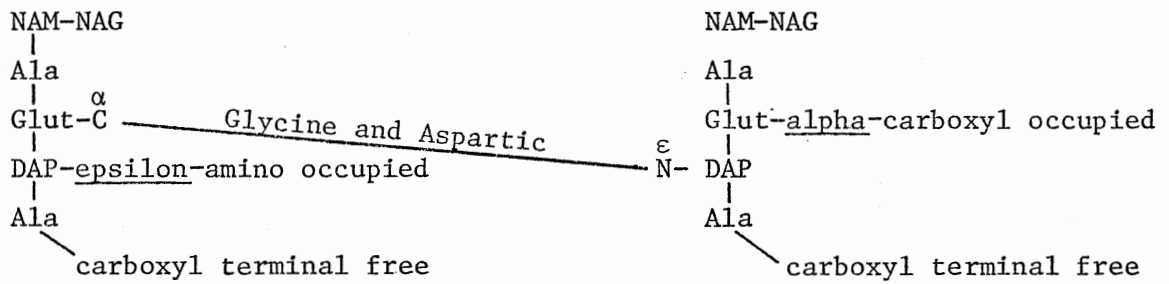 NAM-NAG NAM-NAG
Ala Ala
α
Glut-C Glycine and Aspartic Glut-alpha-carboxyl occupied
ε
DAP-epsilon-amino occupied N- DAP
Ala Ala
carboxyl terminal free carboxyl terminal free